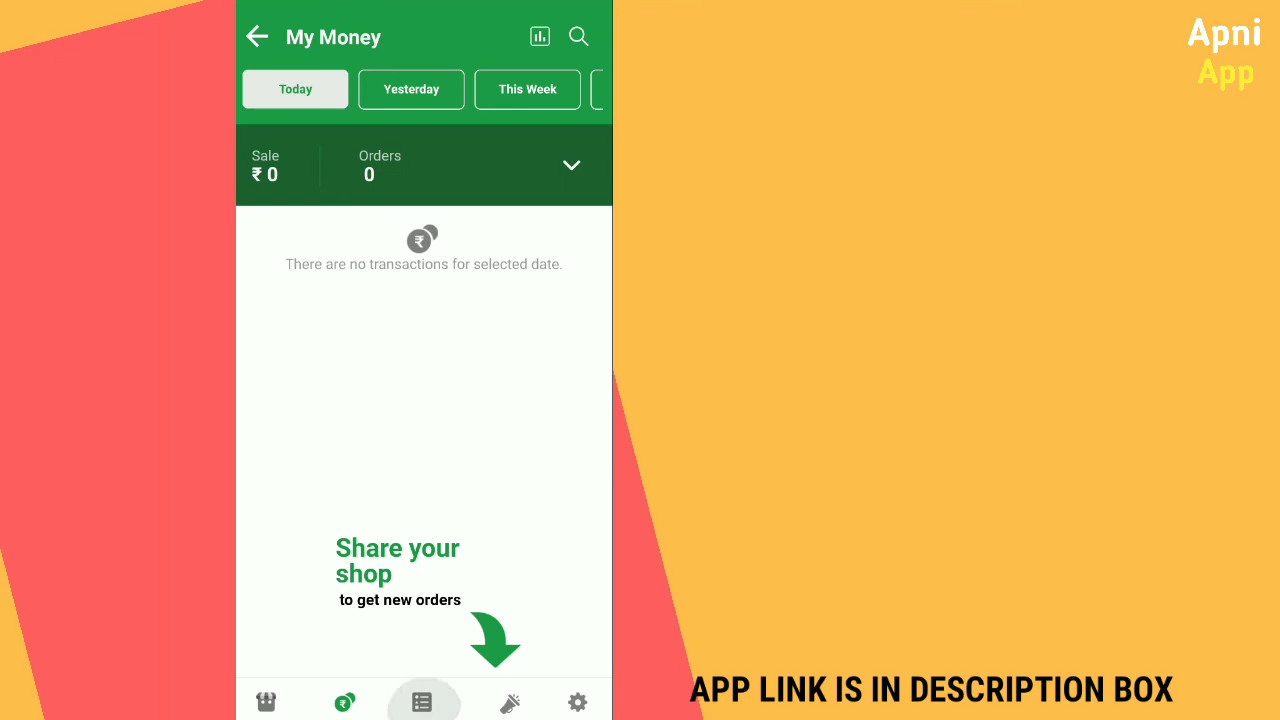 My Money
Today
Yesterday
This Week
Sale
Orders
₹ 0
0
₹
There are no transactions for selected date.
Share your
shop
to get new orders
₹
Apni
App
APP LINK IS IN DESCRIPTION BOX